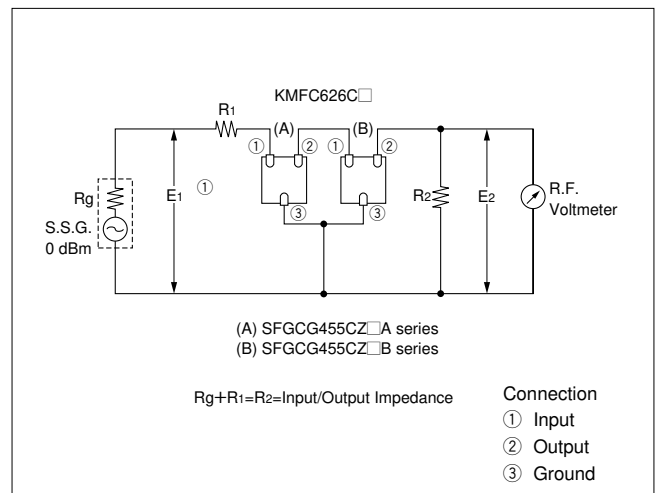 KMFC626C□
R1
(A)
(B)
① ② ① ②
③ ③
Rg
S.S.G.
0 dBm
E1
①
R2
E2
R.F.
Voltmeter
(A) SFGCG455CZ□A series
(B) SFGCG455CZ□B series
Rg+R1=R2=Input/Output Impedance
Connection
① Input
② Output
③ Ground